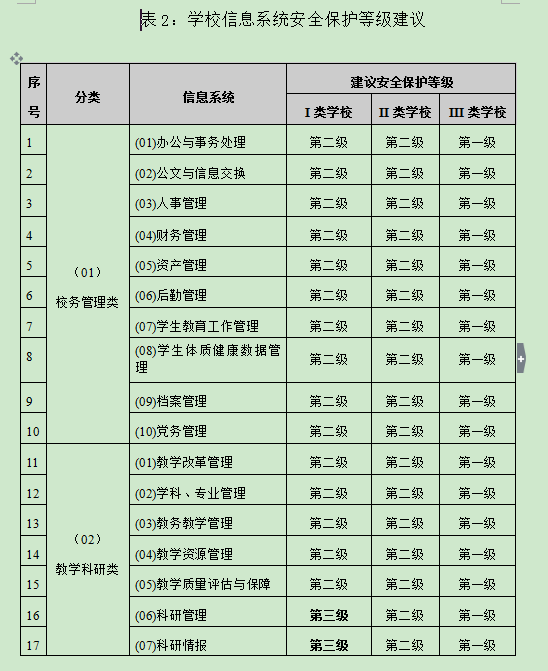 表 2：学校信息系统安全保护等级建议
序号 分类 信息系统 建议安全保护等级
I 类学校 II 类学校 III 类学校
1 (01)办公与事务处理 第二级 第二级 第一级
2 (02)公文与信息交换 第二级 第二级 第一级
3 (03)人事管理 第二级 第二级 第一级
4 (04)财务管理 第二级 第二级 第一级
5 (05)资产管理 第二级 第二级 第一级
（01）
6 (06)后勤管理 第二级 第二级 第一级
校务管理类
7 (07)学生教育工作管理 第二级 第二级 第一级
8 (08)学生体质健康数据管理 第二级 第二级 第一级
9 (09)档案管理 第二级 第二级 第一级
10 (10)党务管理 第二级 第二级 第一级
11 (01)教学改革管理 第二级 第二级 第一级
12 (02)学科、专业管理 第二级 第二级 第一级
13 (03)教务教学管理 第二级 第二级 第一级
（02）
14 (04)教学资源管理 第二级 第二级 第一级
教学科研类
15 (05)教学质量评估与保障 第二级 第二级 第一级
16 (06)科研管理 第三级 第二级 第一级
17 (07)科研情报 第三级 第二级 第一级